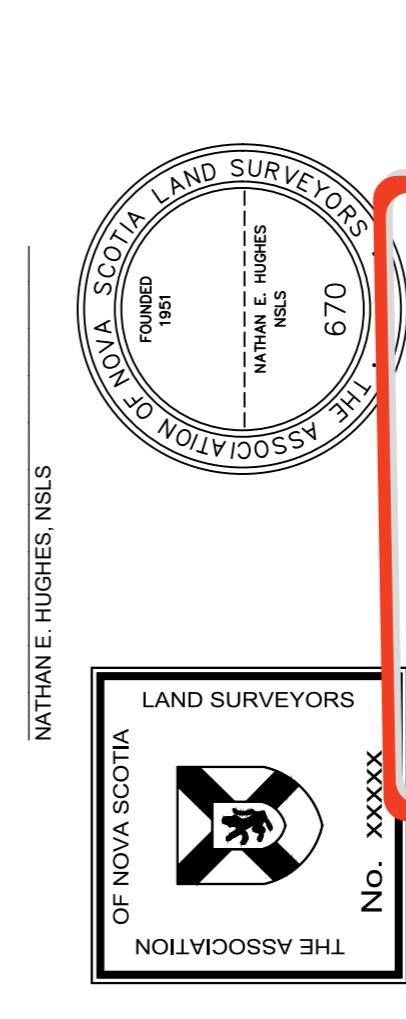 NATHAN E. HUGHES, NSLS
THE ASSOCIATION OF NOVA SCOTIA LAND SURVEYORS
FOUNDED
1951
NATHAN E. HUGHES
NSLS
670
THE ASSOCIATION
OF NOVA SCOTIA
LAND SURVEYORS
No. XXXXX